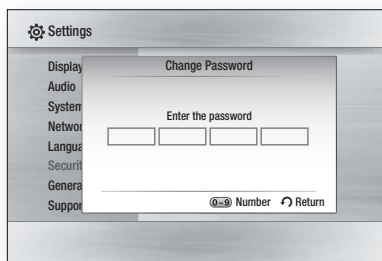 Settings
Change Password
Display
Audio
System
Enter the password
Networ
Langua
Securit
Genera
Suppor
0~9 Number Return